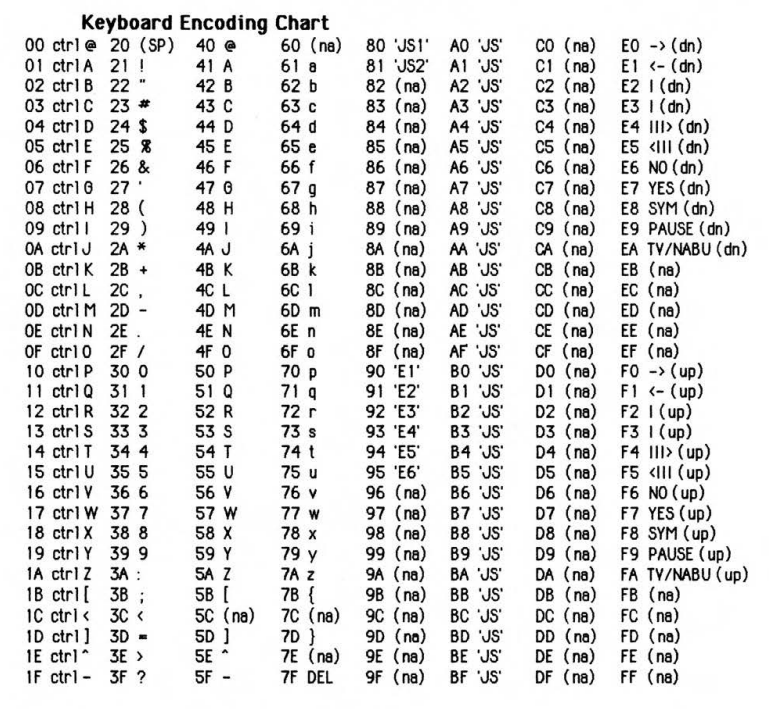 Keyboard Encoding Chart
00 ctrl @ 20 (SP) 40 @ 60 (na) 80 'JS1' A0 'JS' C0 (na) E0 -> (dn)
01 ctrl A 21 ! 41 A 61 a 81 'JS2' A1 'JS' C1 (na) E1 <- (dn)
02 ctrl B 22 " 42 B 62 b 82 (na) A2 'JS' C2 (na) E2 | (dn)
03 ctrl C 23 # 43 C 63 c 83 (na) A3 'JS' C3 (na) E3 | (dn)
04 ctrl D 24 $ 44 D 64 d 84 (na) A4 'JS' C4 (na) E4 |||> (dn)
05 ctrl E 25 % 45 E 65 e 85 (na) A5 'JS' C5 (na) E5 <||| (dn)
06 ctrl F 26 & 46 F 66 f 86 (na) A6 'JS' C6 (na) E6 NO (dn)
07 ctrl G 27 ' 47 G 67 g 87 (na) A7 'JS' C7 (na) E7 YES (dn)
08 ctrl H 28 ( 48 H 68 h 88 (na) A8 'JS' C8 (na) E8 SYM (dn)
09 ctrl I 29 ) 49 I 69 i 89 (na) A9 'JS' C9 (na) E9 PAUSE (dn)
0A ctrl J 2A * 4A J 6A j 8A (na) AA 'JS' CA (na) EA TV/NABU (dn)
0B ctrl K 2B + 4B K 6B k 8B (na) AB 'JS' CB (na) EB (na)
0C ctrl L 2C , 4C L 6C l 8C (na) AC 'JS' CC (na) EC (na)
0D ctrl M 2D - 4D M 6D m 8D (na) AD 'JS' CD (na) ED (na)
0E ctrl N 2E . 4E N 6E n 8E (na) AE 'JS' CE (na) EE (na)
0F ctrl O 2F / 4F O 6F o 8F (na) AF 'JS' CF (na) EF (na)
10 ctrl P 30 0 50 P 70 p 90 'E1' B0 'JS' D0 (na) F0 -> (up)
11 ctrl Q 31 1 51 Q 71 q 91 'E2' B1 'JS' D1 (na) F1 <- (up)
12 ctrl R 32 2 52 R 72 r 92 'E3' B2 'JS' D2 (na) F2 | (up)
13 ctrl S 33 3 53 S 73 s 93 'E4' B3 'JS' D3 (na) F3 | (up)
14 ctrl T 34 4 54 T 74 t 94 'E5' B4 'JS' D4 (na) F4 |||> (up)
15 ctrl U 35 5 55 U 75 u 95 'E6' B5 'JS' D5 (na) F5 <||| (up)
16 ctrl V 36 6 56 V 76 v 96 (na) B6 'JS' D6 (na) F6 NO (up)
17 ctrl W 37 7 57 W 77 w 97 (na) B7 'JS' D7 (na) F7 YES (up)
18 ctrl X 38 8 58 X 78 x 98 (na) B8 'JS' D8 (na) F8 SYM (up)
19 ctrl Y 39 9 59 Y 79 y 99 (na) B9 'JS' D9 (na) F9 PAUSE (up)
1A ctrl Z 3A : 5A Z 7A z 9A (na) BA 'JS' DA (na) FA TV/NABU (up)
1B ctrl [ 3B ; 5B [ 7B { 9B (na) BB 'JS' DB (na) FB (na)
1C ctrl < 3C < 5C (na) 7C (na) 9C (na) BC 'JS' DC (na) FC (na)
1D ctrl ] 3D = 5D ] 7D } 9D (na) BD 'JS' DD (na) FD (na)
1E ctrl ^ 3E > 5E ^ 7E (na) 9E (na) BE 'JS' DE (na) FE (na)
1F ctrl - 3F ? 5F - 7F DEL 9F (na) BF 'JS' DF (na) FF (na)